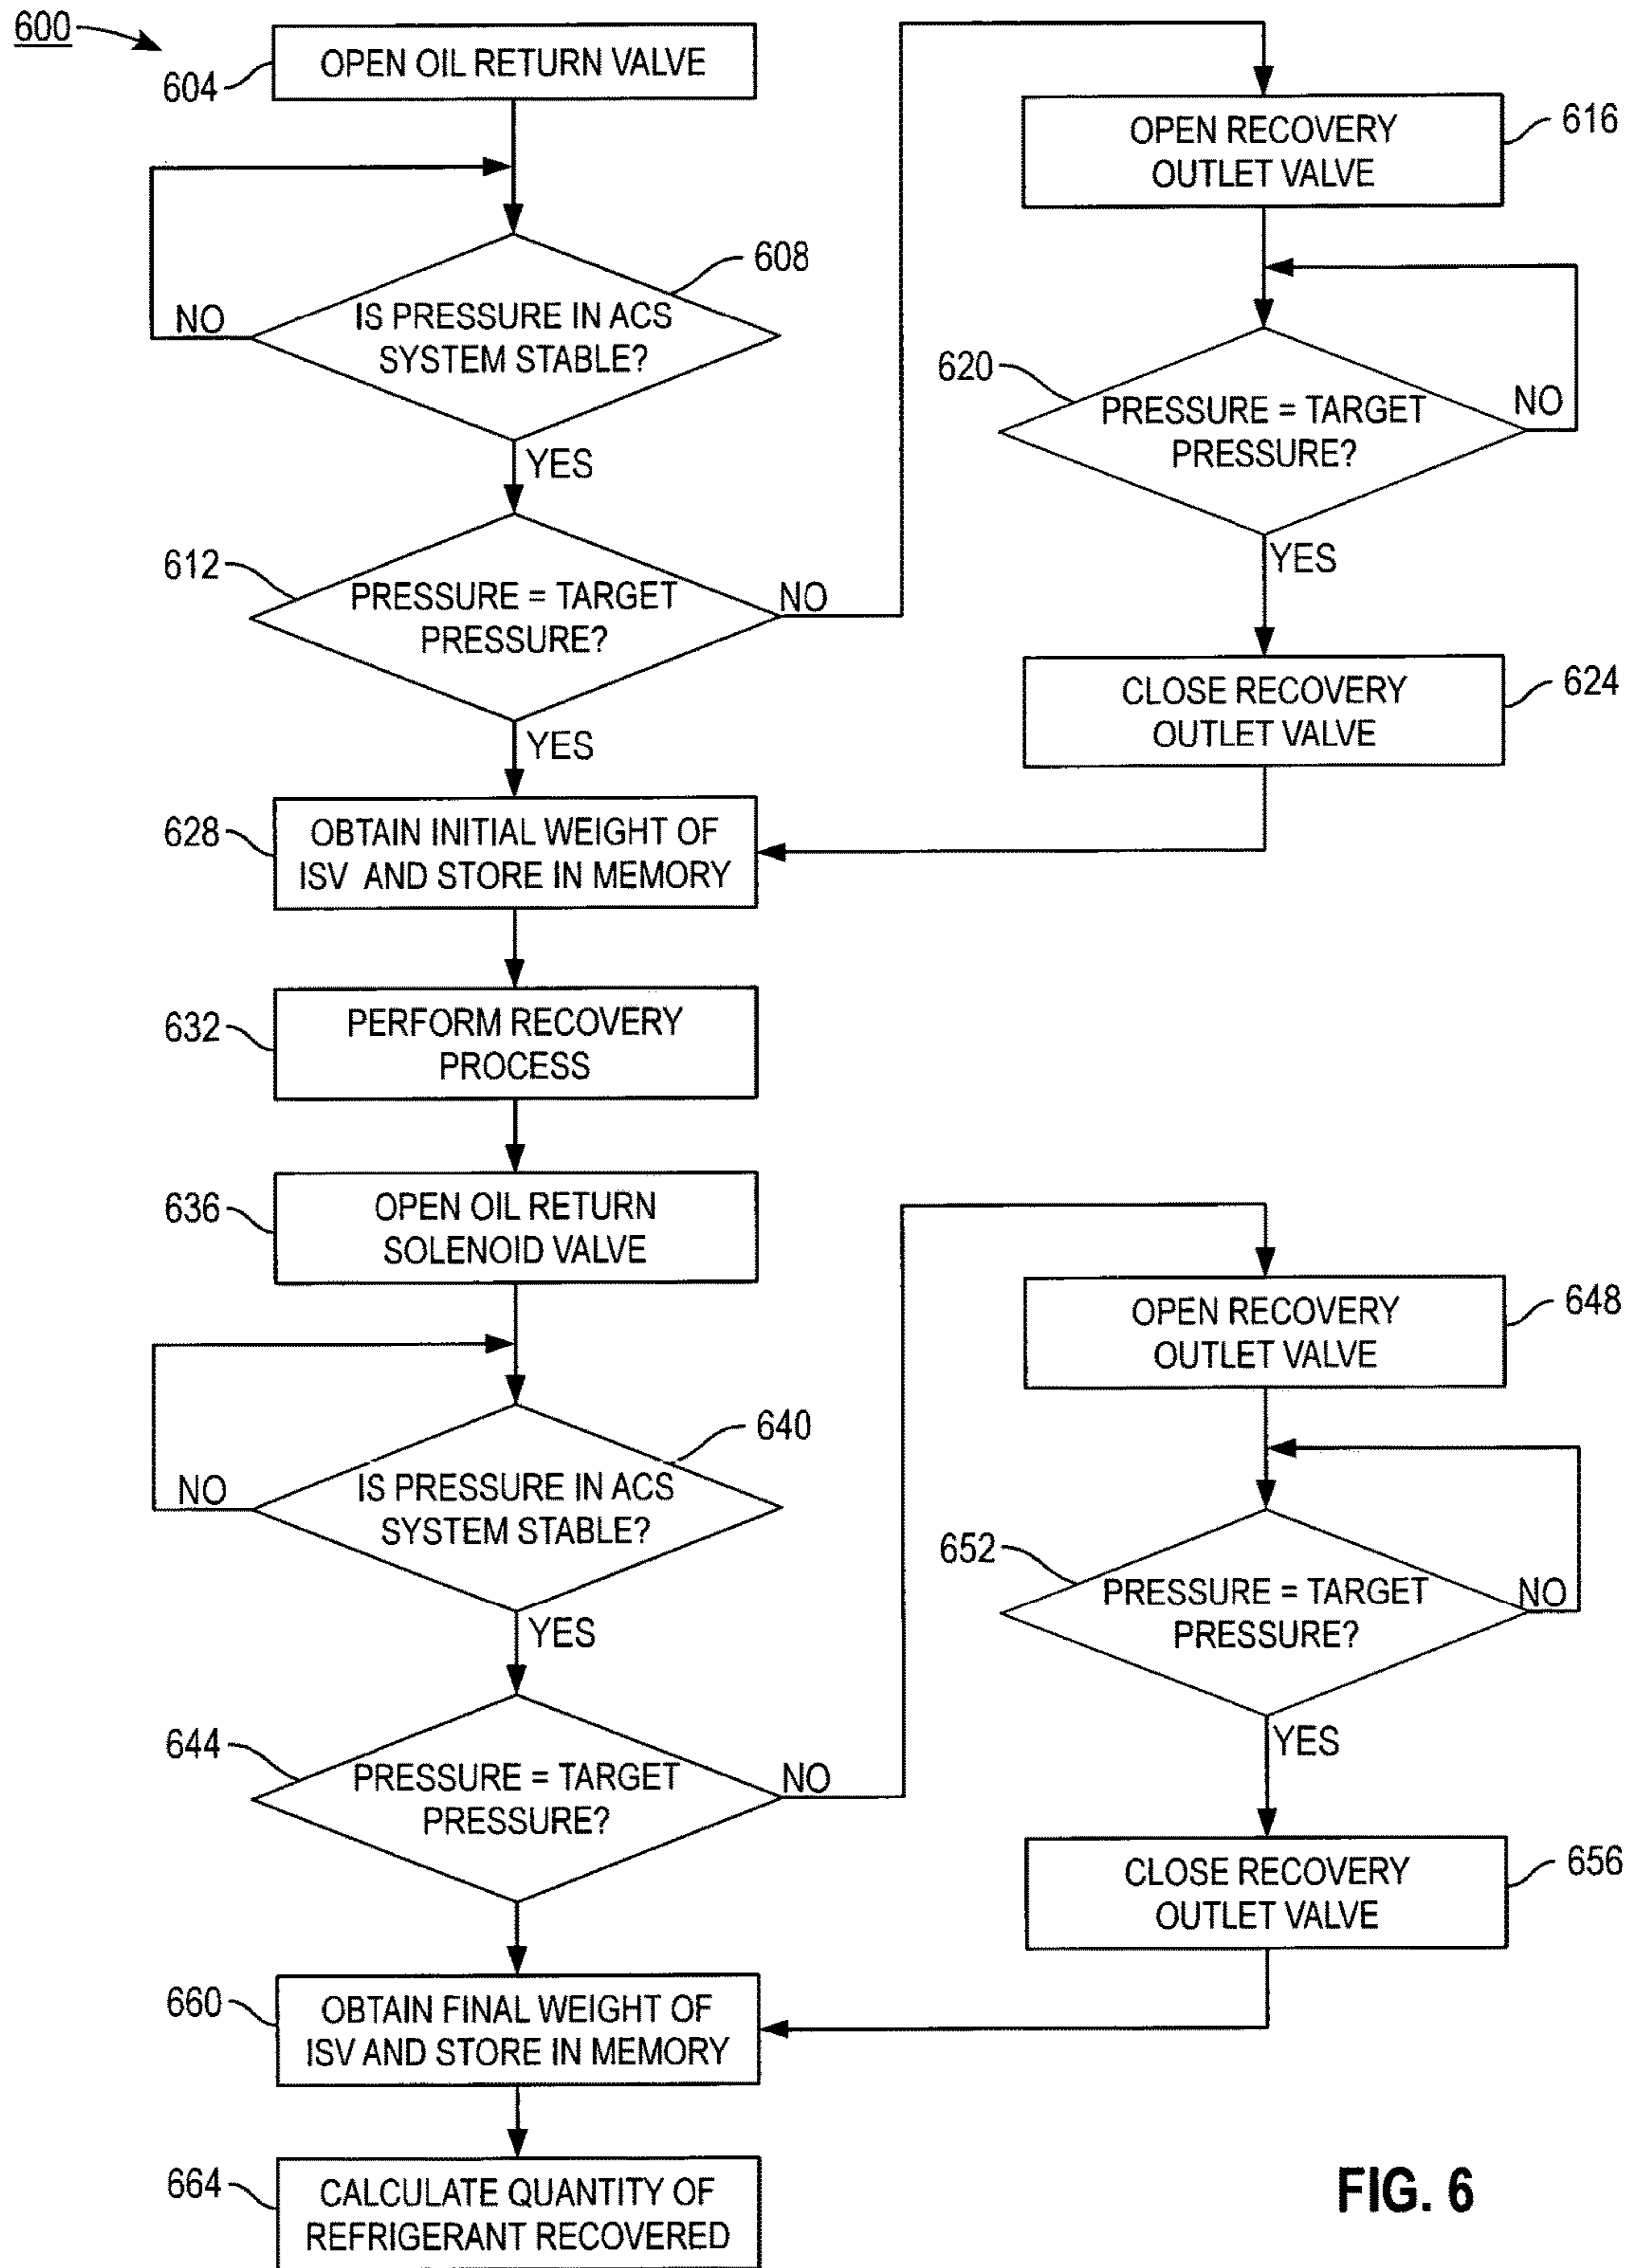 600
OPEN OIL RETURN VALVE
604
608
IS PRESSURE IN ACS
SYSTEM STABLE?
NO
YES
612
PRESSURE = TARGET
PRESSURE?
NO
YES
616
OPEN RECOVERY
OUTLET VALVE
620
PRESSURE = TARGET
PRESSURE?
NO
YES
624
CLOSE RECOVERY
OUTLET VALVE
628
OBTAIN INITIAL WEIGHT OF
ISV AND STORE IN MEMORY
632
PERFORM RECOVERY
PROCESS
636
OPEN OIL RETURN
SOLENOID VALVE
640
IS PRESSURE IN ACS
SYSTEM STABLE?
NO
YES
644
PRESSURE = TARGET
PRESSURE?
NO
648
OPEN RECOVERY
OUTLET VALVE
652
PRESSURE = TARGET
PRESSURE?
NO
YES
656
CLOSE RECOVERY
OUTLET VALVE
660
OBTAIN FINAL WEIGHT OF
ISV AND STORE IN MEMORY
664
CALCULATE QUANTITY OF
REFRIGERANT RECOVERED
FIG. 6